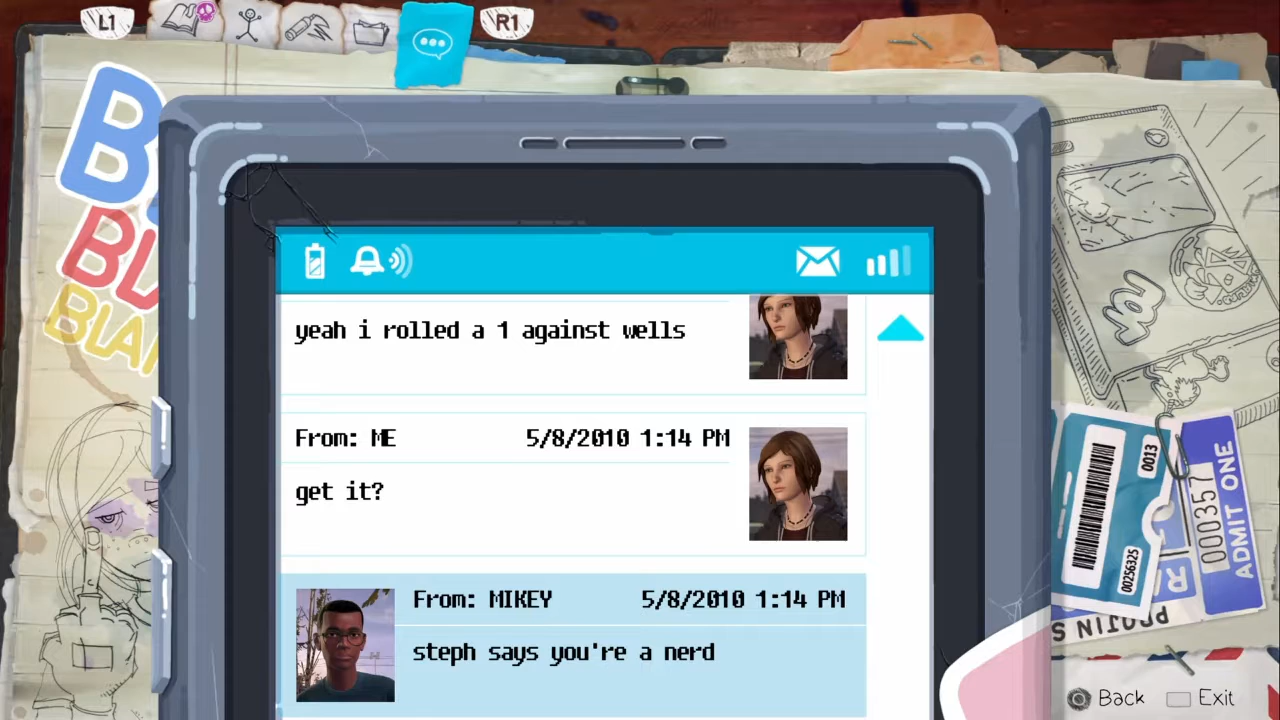 L1
R1
yeah i rolled a 1 against wells
From: ME
5/8/2010 1:14 PM
get it?
From: MIKEY
5/8/2010 1:14 PM
steph says you're a nerd
0013
00256325
000357
ADMIT ONE
Back
Exit